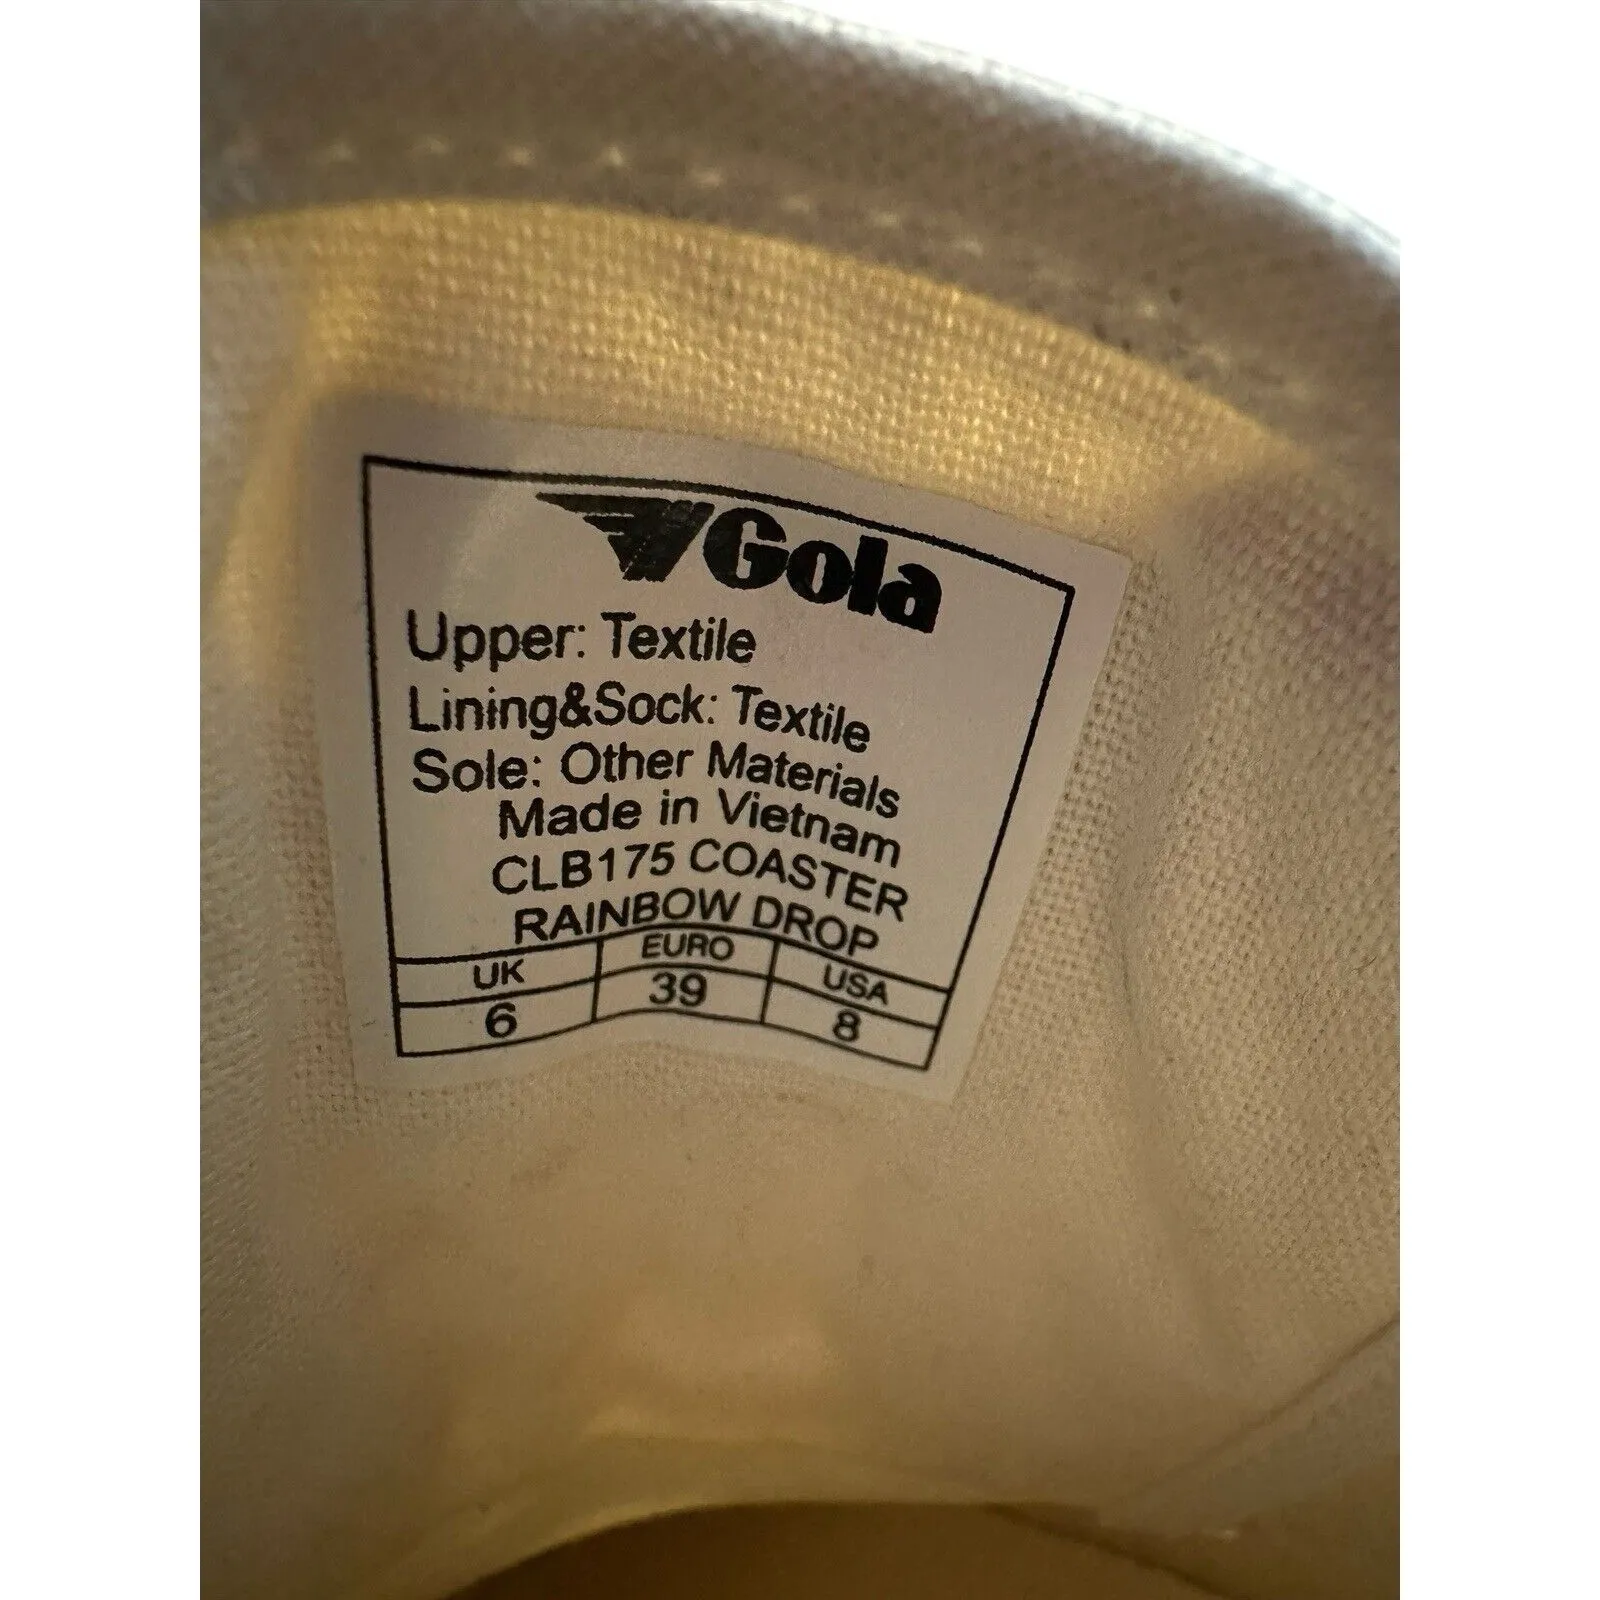 Gola
Upper: Textile
Lining&Sock: Textile
Sole: Other Materials
Made in Vietnam
CLB175 COASTER
RAINBOW DROP
UK EURO USA
6 39 8